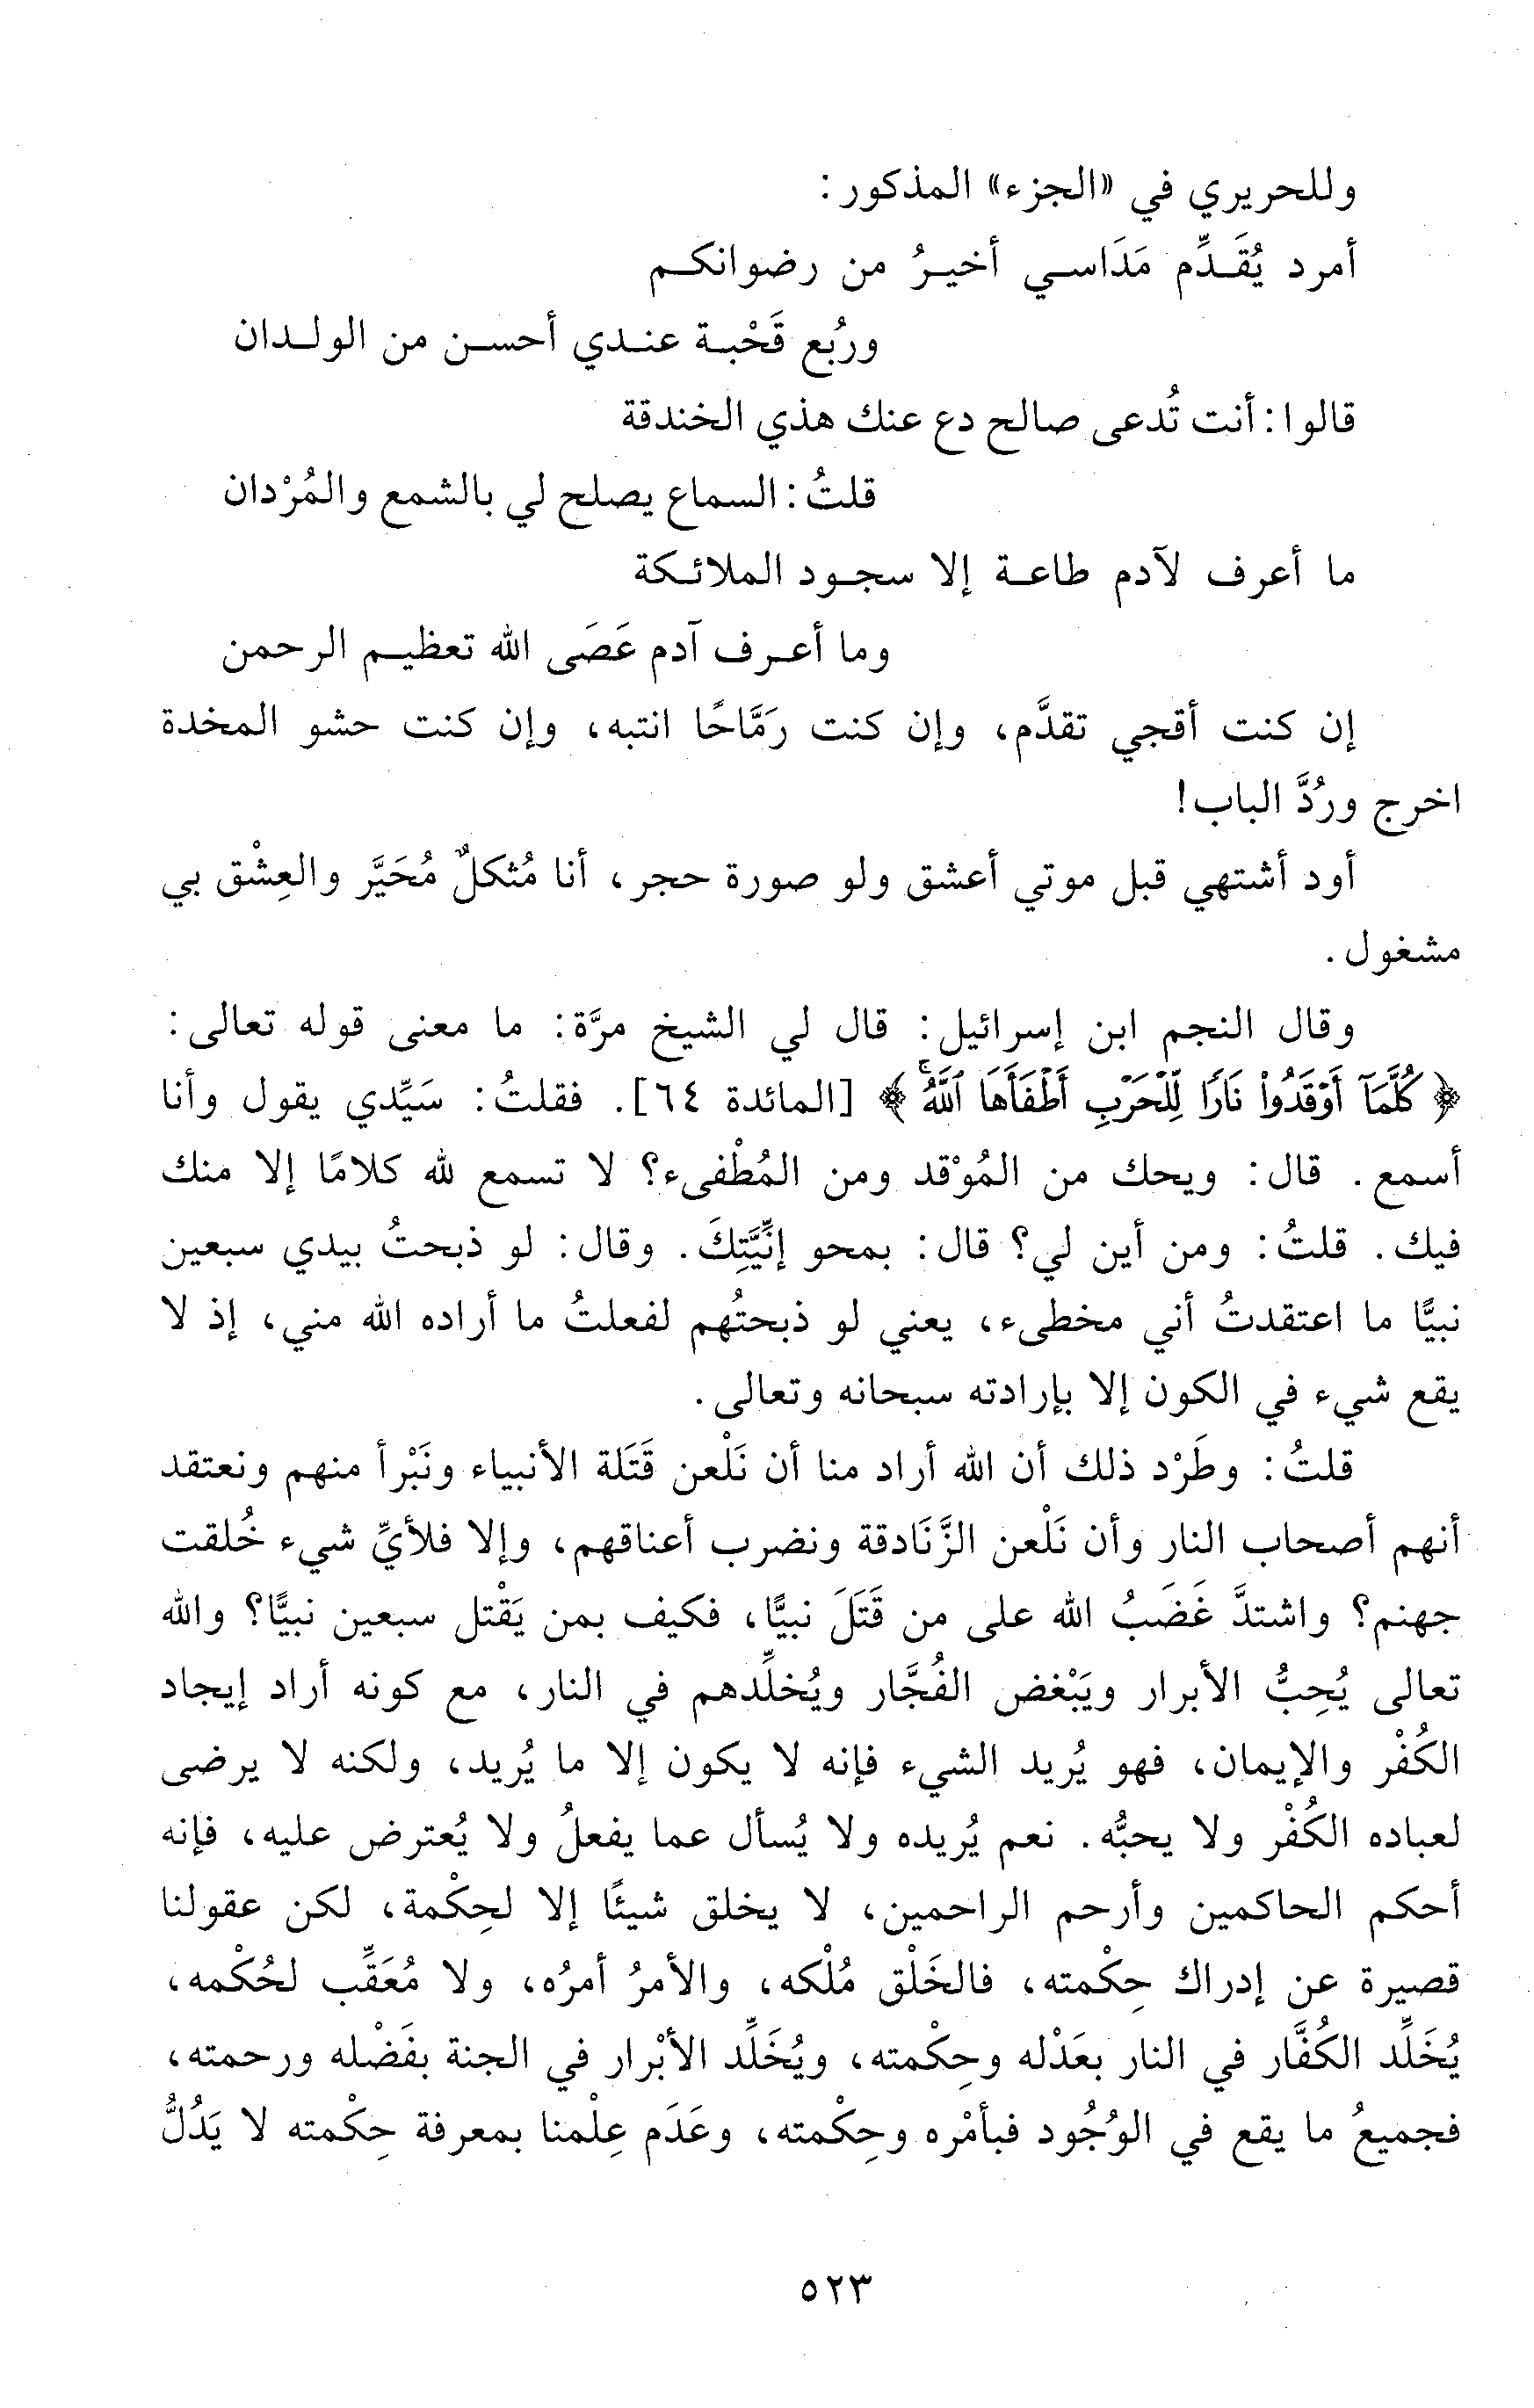 وللحريري في «الجزء» المذكور:
أمرد يُقَـدِّم مَدَاسـي أخيـرُ من رضوانكـم
ورُبع قَحْبـة عنـدي أحسـن من الولـدان
قالوا: أنت تُدعى صالح دع عنك هذي الخندقة
قلتُ: السماع يصلح لي بالشمع والمُرْدان
ما أعرف لآدم طاعـة إلا سجـود الملائـكة
وما أعـرف آدم عَصَى الله تعظيـم الرحمن
إن كنت أقجي تقدَّم، وإن كنت رَمَّاحًا انتبه، وإن كنت حشو المخدة
اخرج ورُدَّ الباب!
أود أشتهي قبل موتي أعشق ولو صورة حجر، أنا مُثكلٌ مُحَيَّر والعِشْق بي
مشغول.
وقال النجم ابن إسرائيل: قال لي الشيخ مرَّة: ما معنى قوله تعالى:
﴿كُلَّمَآ أَوْقَدُوا۟ نَارًا لِّلْحَرْبِ أَطْفَأَهَا ٱللَّهُ ۚ﴾ [المائدة ٦٤]. فقلتُ: سَيِّدي يقول وأنا
أسمع. قال: ويحك من المُوْقد ومن المُطْفىء؟ لا تسمع لله كلامًا إلا منك
فيك. قلتُ: ومن أين لي؟ قال: بمحو إنِّيَّتِكَ. وقال: لو ذبحتُ بيدي سبعين
نبيًّا ما اعتقدتُ أني مخطىء، يعني لو ذبحتُهم لفعلتُ ما أراده الله مني، إذ لا
يقع شيء في الكون إلا بإرادته سبحانه وتعالى.
قلتُ: وطَرْد ذلك أن الله أراد منا أن نَلْعن قَتَلة الأنبياء ونَبْرأ منهم ونعتقد
أنهم أصحاب النار وأن نَلْعن الزَّنَادقة ونضرب أعناقهم، وإلا فلأيِّ شيء خُلقت
جهنم؟ واشتدَّ غَضَبُ الله على من قَتَلَ نبيًّا، فكيف بمن يَقْتل سبعين نبيًّا؟ والله
تعالى يُحِبُّ الأبرار ويَبْغض الفُجَّار ويُخلِّدهم في النار، مع كونه أراد إيجاد
الكُفْر والإيمان، فهو يُريد الشيء فإنه لا يكون إلا ما يُريد، ولكنه لا يرضى
لعباده الكُفْر ولا يحبُّه. نعم يُريده ولا يُسأل عما يفعلُ ولا يُعترض عليه، فإنه
أحكم الحاكمين وأرحم الراحمين، لا يخلق شيئًا إلا لحِكْمة، لكن عقولنا
قصيرة عن إدراك حِكْمته، فالخَلْق مُلْكه، والأمرُ أمرُه، ولا مُعَقِّب لحُكْمه،
يُخَلِّد الكُفَّار في النار بعَدْله وحِكْمته، ويُخَلِّد الأبْرار في الجنة بفَضْله ورحمته،
فجميعُ ما يقع في الوُجُود فبأمْره وحِكْمته، وعَدَم عِلْمنا بمعرفة حِكْمته لا يَدُلُّ
٥٢٣